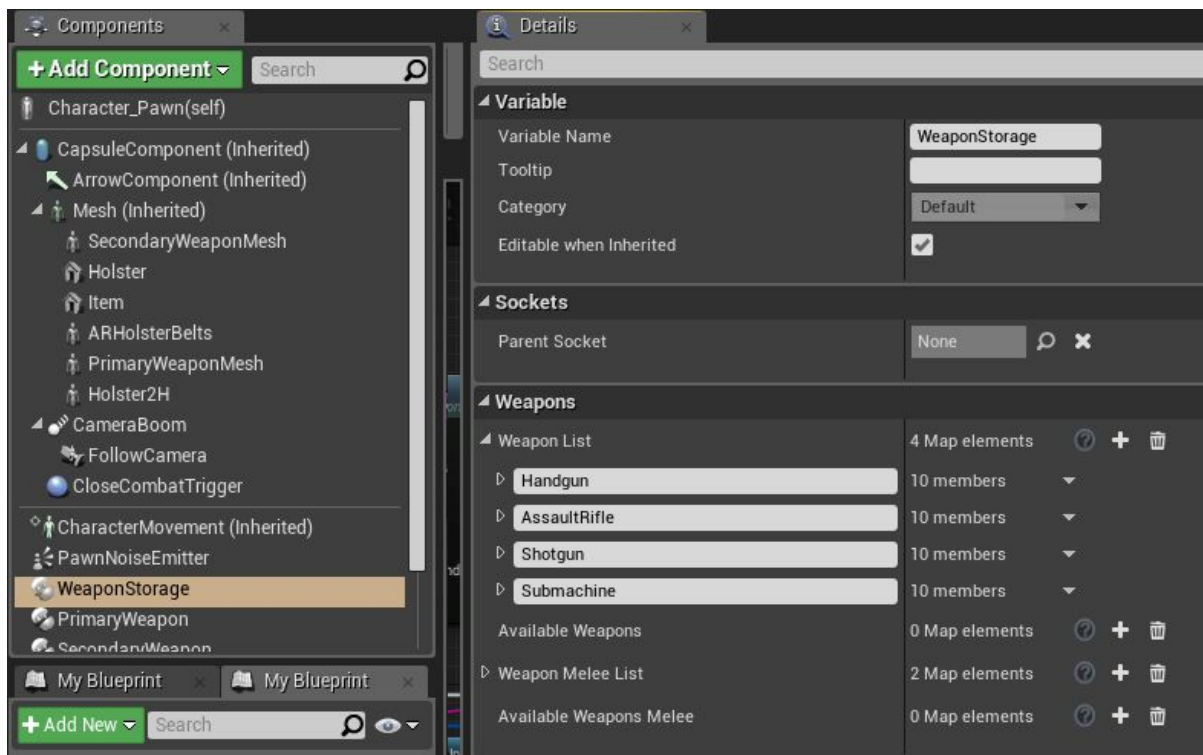 Components
+ Add Component
Search
Character_Pawn(self)
CapsuleComponent (Inherited)
ArrowComponent (Inherited)
Mesh (Inherited)
SecondaryWeaponMesh
Holster
Item
ARHolsterBelts
PrimaryWeaponMesh
Holster2H
CameraBoom
FollowCamera
CloseCombatTrigger
CharacterMovement (Inherited)
PawnNoiseEmitter
WeaponStorage
PrimaryWeapon
SecondaryWeapon
My Blueprint
My Blueprint
+ Add New
Search
Details
Search
Variable
Variable Name WeaponStorage
Tooltip
Category Default
Editable when Inherited
Sockets
Parent Socket None
Weapons
Weapon List 4 Map elements
Handgun 10 members
AssaultRifle 10 members
Shotgun 10 members
Submachine 10 members
Available Weapons 0 Map elements
Weapon Melee List 2 Map elements
Available Weapons Melee 0 Map elements